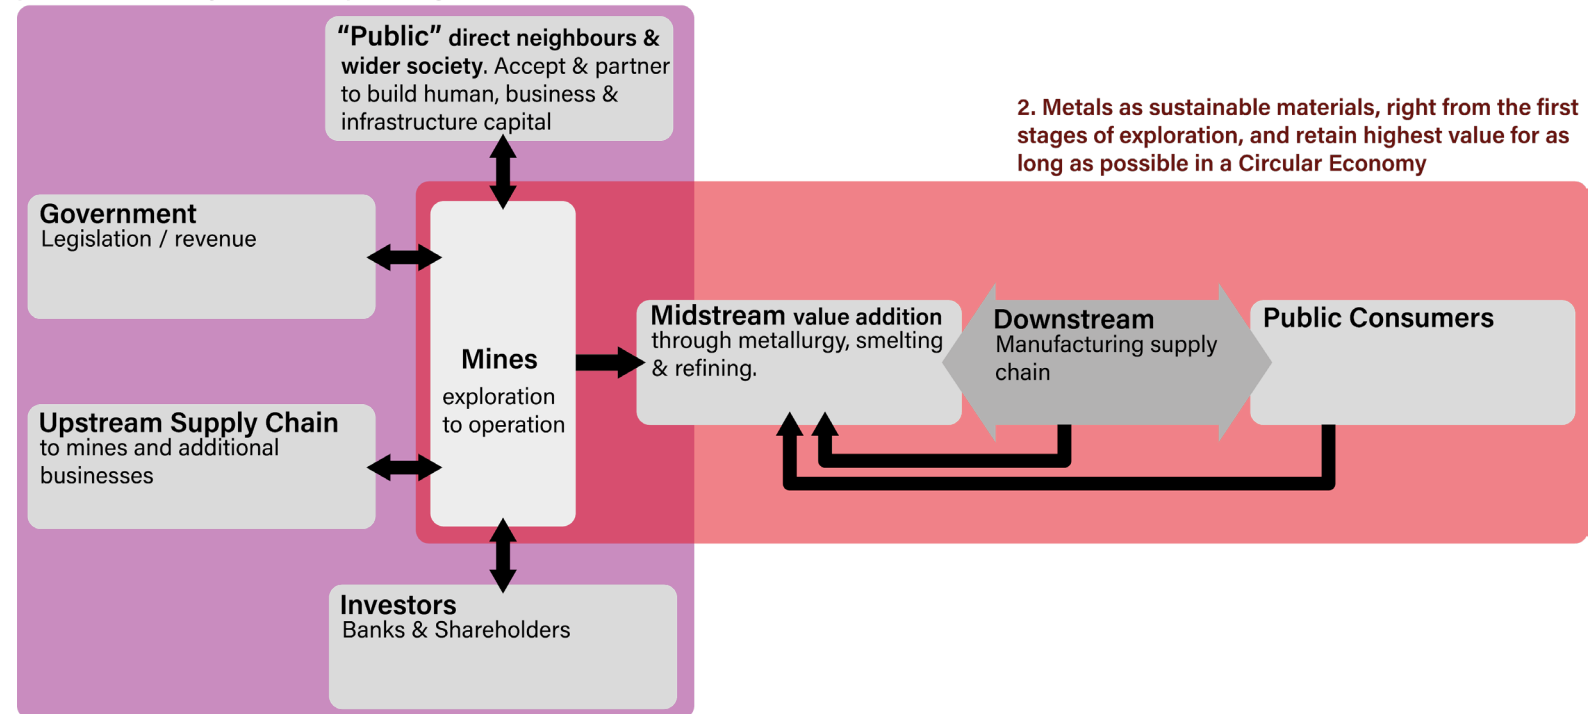 “Public” direct neighbours &
wider society. Accept & partner
to build human, business &
infrastructure capital
2. Metals as sustainable materials, right from the first
stages of exploration, and retain highest value for as
long as possible in a Circular Economy
Government
Legislation / revenue
Mines
exploration
to operation
Midstream value addition
through metallurgy, smelting
& refining.
Downstream
Manufacturing supply
chain
Public Consumers
Upstream Supply Chain
to mines and additional
businesses
Investors
Banks & Shareholders